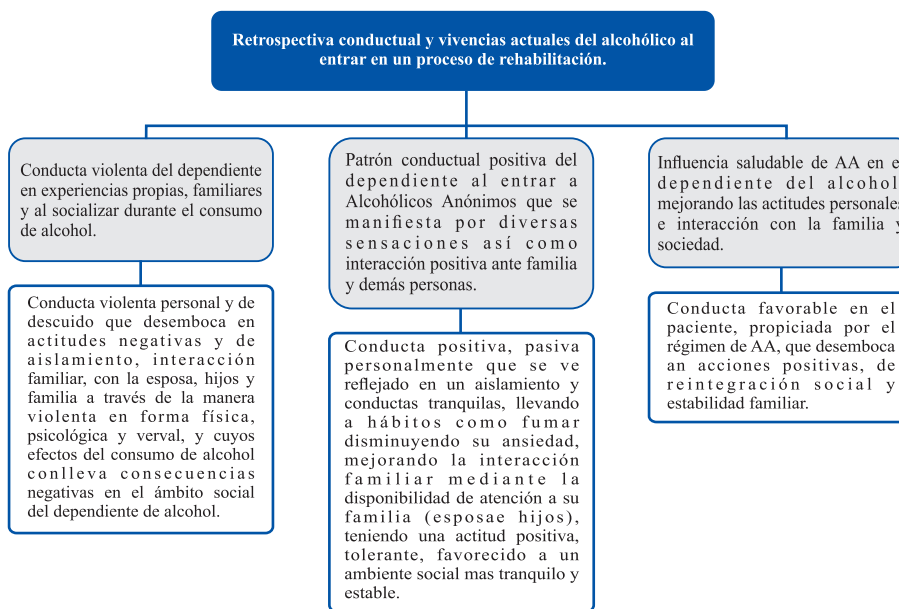 Retrospectiva conductual y vivencias actuales del alcohólico al
entrar en un proceso de rehabilitación.
Conducta violenta del dependiente
en experiencias propias, familiares
y al socializar durante el consumo
de alcohol.
Conducta violenta personal y de
descuido que desemboca en
actitudes negativas y de
aislamiento, interacción
familiar, con la esposa, hijos y
familia a través de la manera
violenta en forma física,
psicológica y verval, y cuyos
efectos del consumo de alcohol
conlleva consecuencias
negativas en el ámbito social
del dependiente de alcohol.
Patrón conductual positiva del
dependiente al entrar a
Alcohólicos Anónimos que se
manifiesta por diversas
sensaciones así como
interacción positiva ante familia
y demás personas.
Conducta positiva, pasiva
personalmente que se ve
reflejado en un aislamiento y
conductas tranquilas, llevando
a hábitos como fumar
disminuyendo su ansiedad,
mejorando la interacción
familiar mediante la
disponibilidad de atención a su
familia (esposae hijos),
teniendo una actitud positiva,
tolerante, favorecido a un
ambiente social mas tranquilo y
estable.
Influencia saludable de AA en e
dependiente del alcohol
mejorando las actitudes personales
e interacción con la familia y
sociedad.
Conducta favorable en el
paciente, propiciada por el
régimen de AA, que desemboca
an acciones positivas, de
reintegración social y
estabilidad familiar.